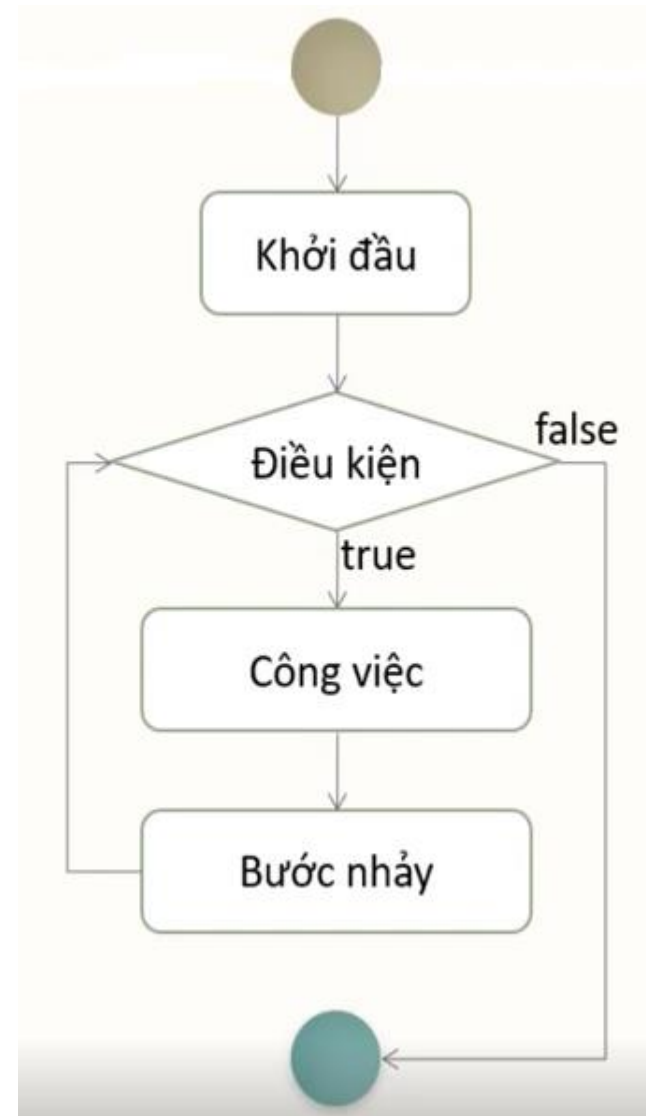 Khởi đầu
false
Điều kiện
true
Công việc
Bước nhảy